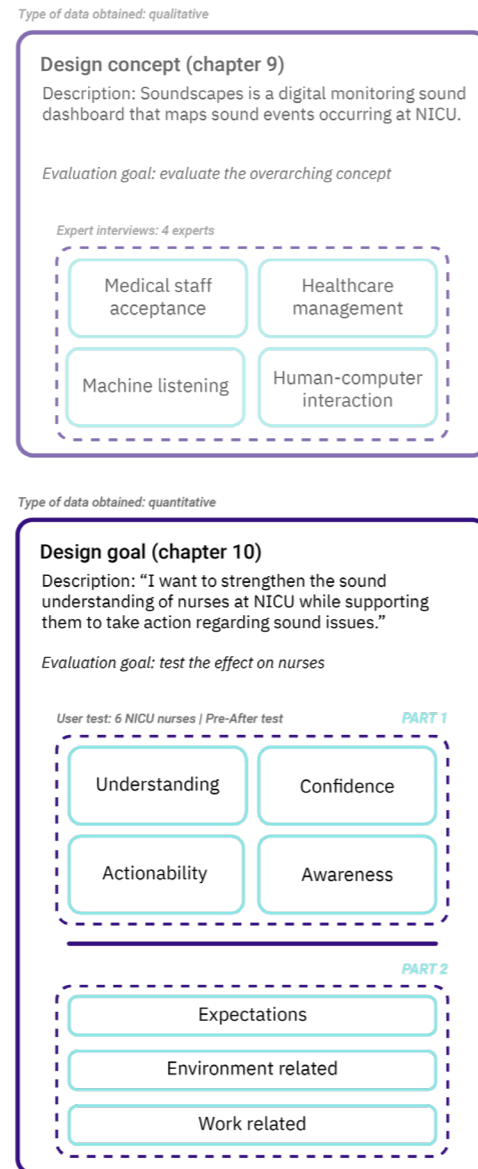 Type of data obtained: qualitative
Design concept (chapter 9)
Description: Soundscapes is a digital monitoring sound
dashboard that maps sound events occurring at NICU.
Evaluation goal: evaluate the overarching concept
Expert interviews: 4 experts
Medical staff
acceptance
Healthcare
management
Machine listening
Human-computer
interaction
Type of data obtained: quantitative
Design goal (chapter 10)
Description: “I want to strengthen the sound
understanding of nurses at NICU while supporting
them to take action regarding sound issues.”
Evaluation goal: test the effect on nurses
User test: 6 NICU nurses | Pre-After test
PART 1
Understanding
Confidence
Actionability
Awareness
PART 2
Expectations
Environment related
Work related